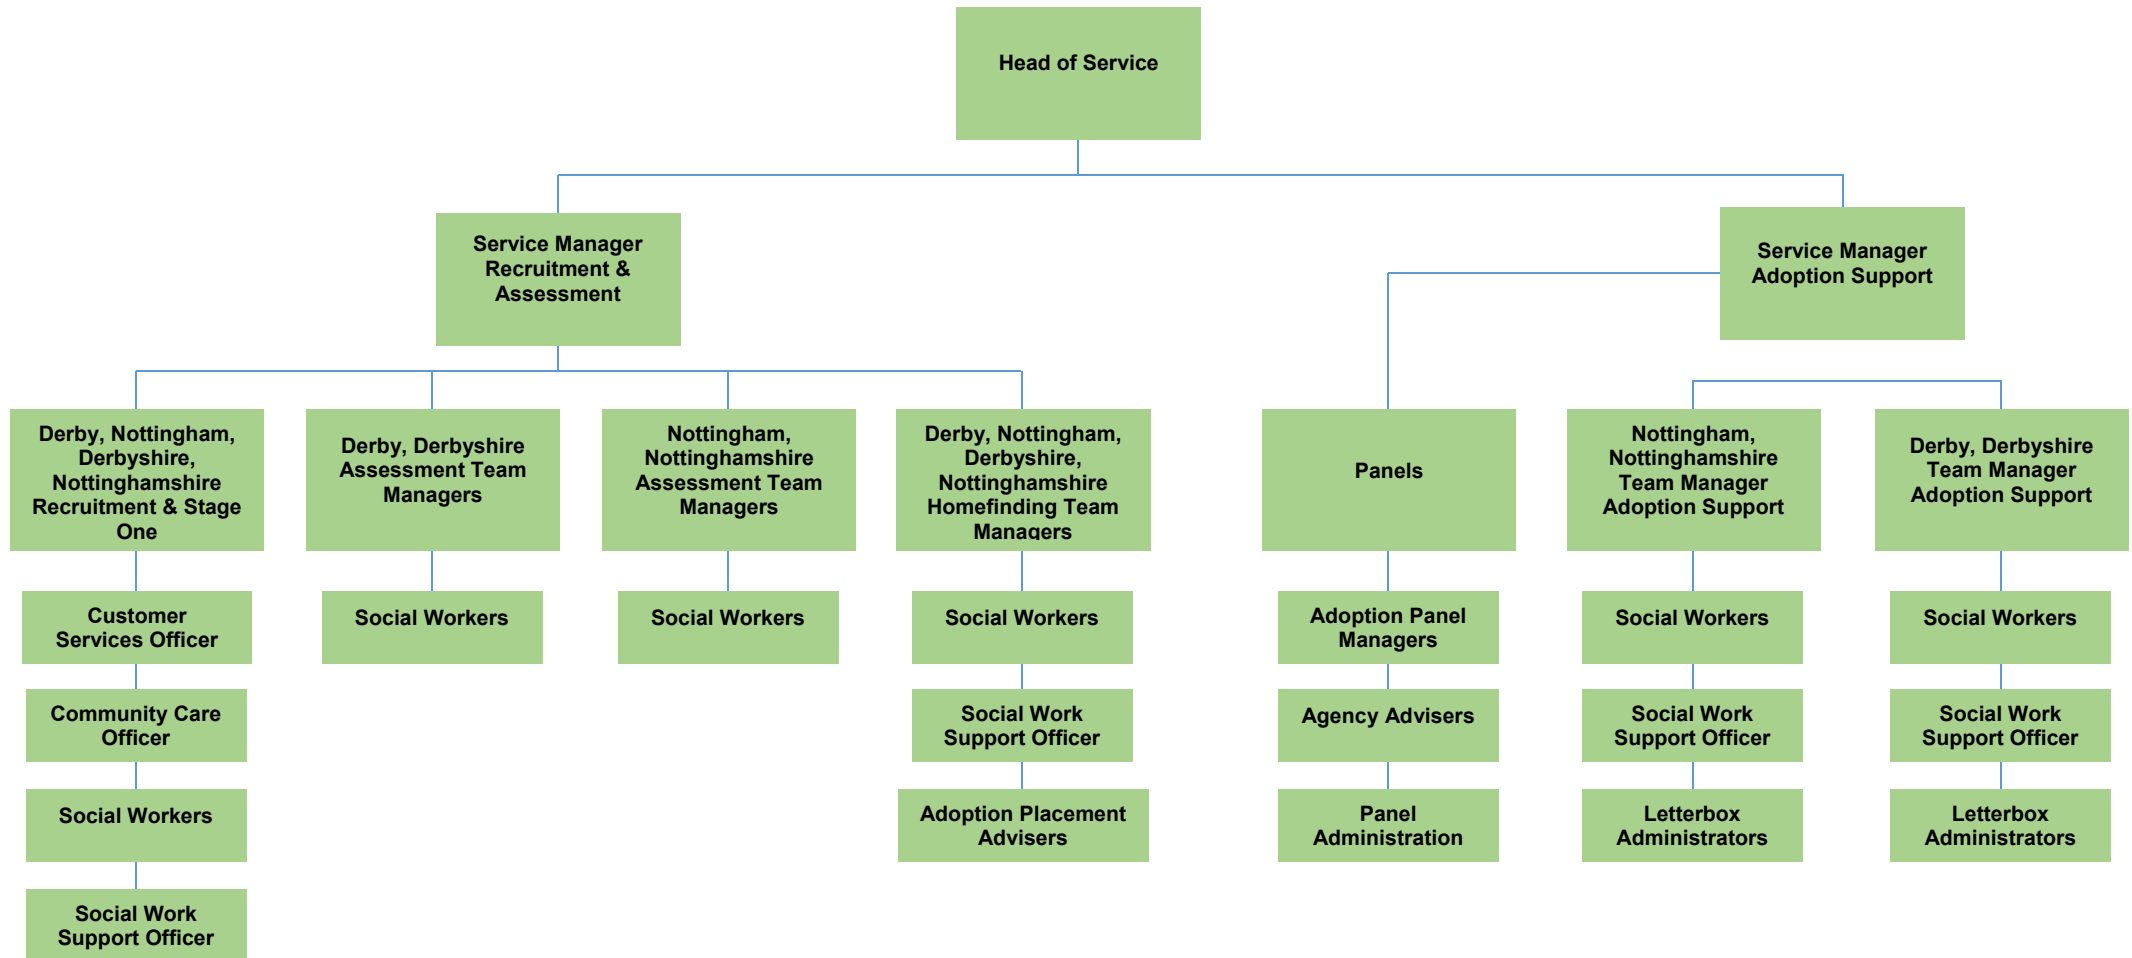 Head of Service
Service Manager
Recruitment &
Assessment
Service Manager
Adoption Support
Derby, Nottingham,
Derbyshire,
Nottinghamshire
Recruitment & Stage
One
Derby, Derbyshire
Assessment Team
Managers
Nottingham,
Nottinghamshire
Assessment Team
Managers
Derby, Nottingham,
Derbyshire,
Nottinghamshire
Homefinding Team
Managers
Panels
Nottingham,
Nottinghamshire
Team Manager
Adoption Support
Derby, Derbyshire
Team Manager
Adoption Support
Customer
Services Officer
Social Workers
Social Workers
Social Workers
Adoption Panel
Managers
Social Workers
Social Workers
Community Care
Officer
Social Work
Support Officer
Agency Advisers
Social Work
Support Officer
Social Work
Support Officer
Social Workers
Adoption Placement
Advisers
Panel
Administration
Letterbox
Administrators
Letterbox
Administrators
Social Work
Support Officer